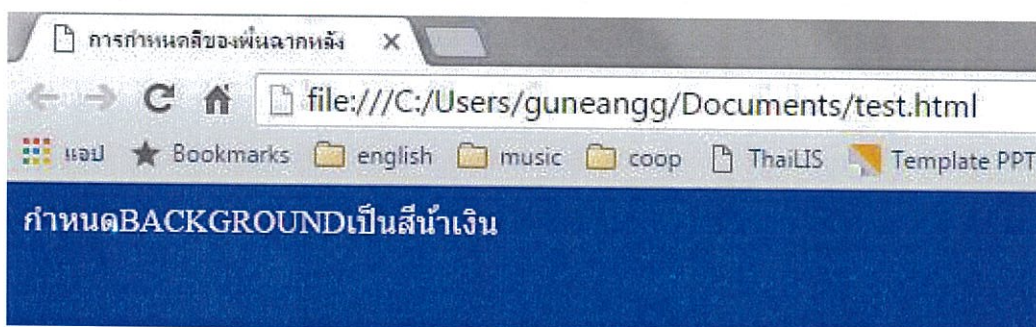 การกำหนดสีของพื้นฉากหลัง
file:///C:/Users/guneangg/Documents/test.html
แอป Bookmarks english music coop ThaiLIS Template PPT
กำหนดBACKGROUNDเป็นสีน้ำเงิน